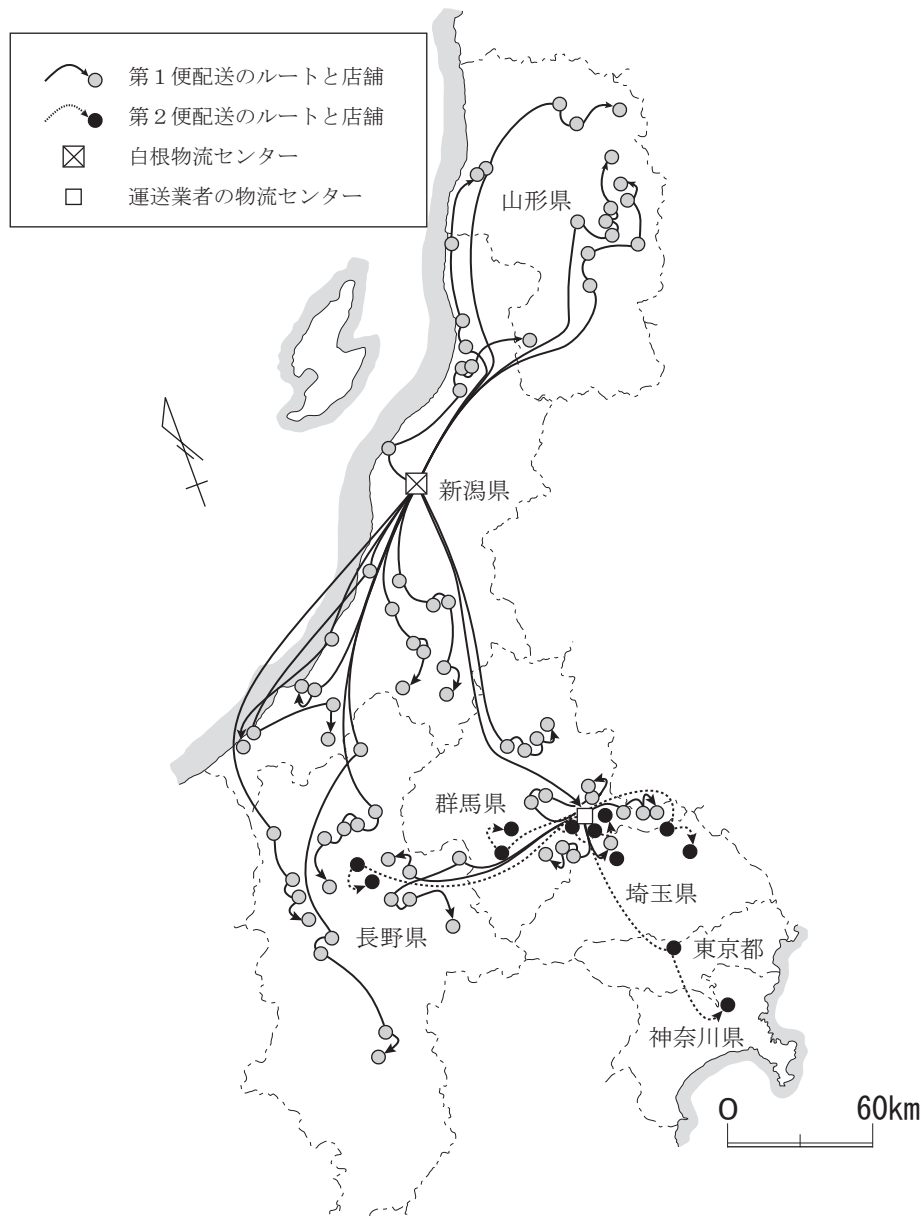 第1便配送のルートと店舗
第2便配送のルートと店舗
白根物流センター
運送業者の物流センター
山形県
新潟県
群馬県
埼玉県
長野県
東京都
神奈川県
0 60km